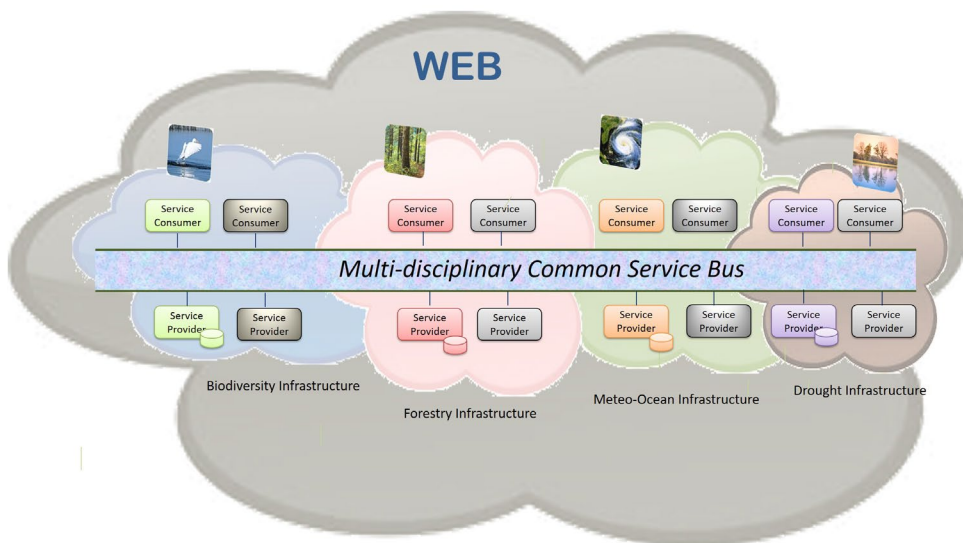 WEB
Service
Consumer
Service
Consumer
Service
Consumer
Service
Consumer
Service
Consumer
Service
Consumer
Service
Consumer
Service
Consumer
Multi-disciplinary Common Service Bus
Service
Provider
Service
Provider
Service
Provider
Service
Provider
Service
Provider
Service
Provider
Service
Provider
Service
Provider
Biodiversity Infrastructure
Forestry Infrastructure
Meteo-Ocean Infrastructure
Drought Infrastructure